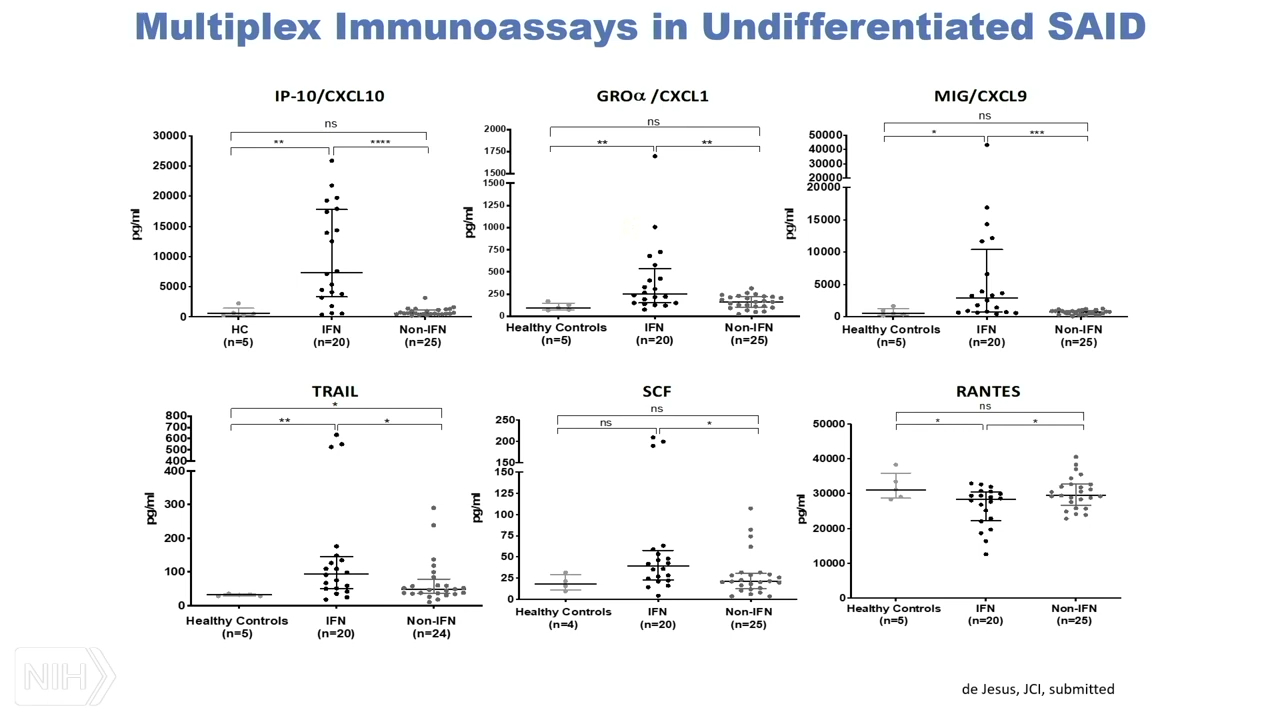 Multiplex Immunoassays in Undifferentiated SAID
IP-10/CXCL10
ns
**
****
30000
25000
20000
15000
10000
5000
0
pg/ml
HC
(n=5)
IFN
(n=20)
Non-IFN
(n=25)
GROα /CXCL1
ns
**
**
2000
1750
1500
1500
1250
1000
750
500
250
0
pg/ml
Healthy Controls
(n=5)
IFN
(n=20)
Non-IFN
(n=25)
MIG/CXCL9
ns
*
***
50000
40000
30000
20000
20000
15000
10000
5000
0
pg/ml
Healthy Controls
(n=5)
IFN
(n=20)
Non-IFN
(n=25)
TRAIL
*
**
*
800
700
600
500
400
400
300
200
100
0
pg/ml
Healthy Controls
(n=5)
IFN
(n=20)
Non-IFN
(n=24)
SCF
ns
ns
*
250
200
150
150
125
100
75
50
25
0
pg/ml
Healthy Controls
(n=4)
IFN
(n=20)
Non-IFN
(n=25)
RANTES
ns
*
*
50000
40000
30000
20000
10000
0
pg/ml
Healthy Controls
(n=5)
IFN
(n=20)
Non-IFN
(n=25)
NIH
de Jesus, JCI, submitted